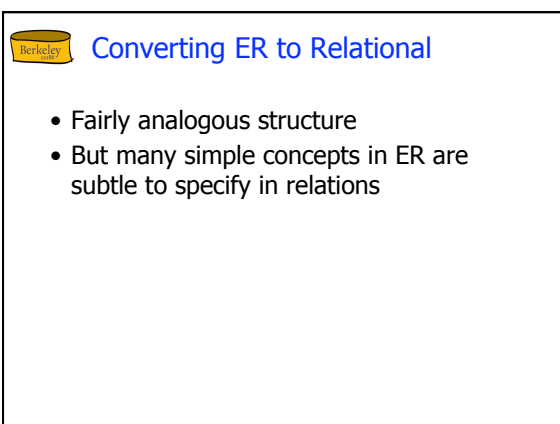 Berkeley
cs186
Converting ER to Relational
• Fairly analogous structure
• But many simple concepts in ER are
subtle to specify in relations